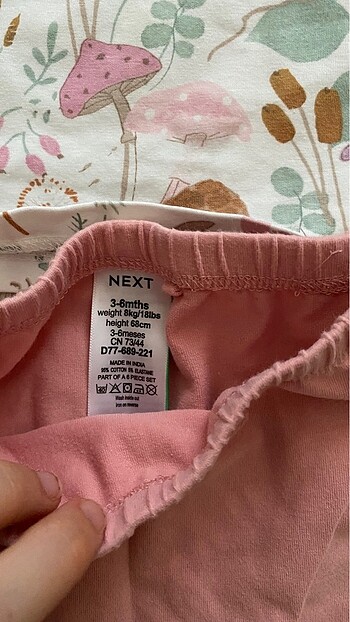 NEXT
3-6mths
weight 8kg/18lbs
height 68cm
3-6meses
CN 73/44
D77-689-221
MADE IN INDIA
95% COTTON 5% ELASTANE
PART OF A 6 PIECE SET
Wash inside out
Iron on reverse